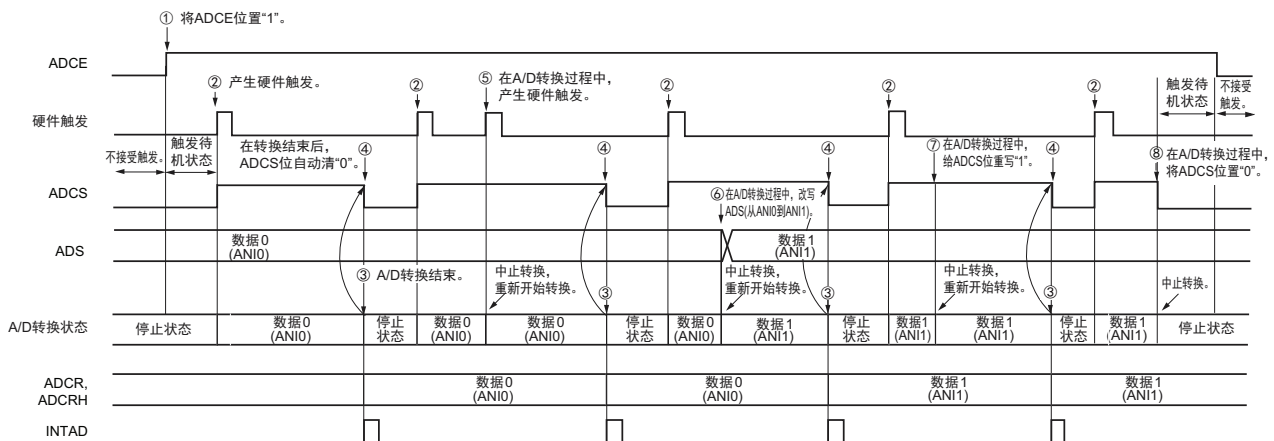 ① 将ADCE位置“1”。
ADCE
② 产生硬件触发。
②
⑤ 在A/D转换过程中，
产生硬件触发。
②
②
②
触发待
机状态
不接受
触发。
硬件触发
不接受触发。
触发待
机状态
在转换结束后，
ADCS位自动清“0”。
④
④
④
⑦在A/D转换过程中，
给ADCS位重写“1”。
④
⑧在A/D转换过程中，
将ADCS位置“0”。
ADCS
⑥在A/D转换过程中，改写
ADS(从ANI0到ANI1)。
ADS
数据0
(ANI0)
数据1
(ANI1)
③ A/D转换结束。
中止转换，
重新开始转换。
③
中止转换，
重新开始转换。
③
中止转换，
重新开始转换。
③
中止转换。
A/D转换状态
停止状态
数据0
(ANI0)
停止
状态
数据0
(ANI0)
数据0
(ANI0)
停止
状态
数据0
(ANI0)
数据1
(ANI1)
停止
状态
数据1
(ANI1)
数据1
(ANI1)
停止
状态
数据1
(ANI1)
停止状态
ADCR,
ADCRH
数据0
(ANI0)
数据0
(ANI0)
数据1
(ANI1)
数据1
(ANI1)
INTAD